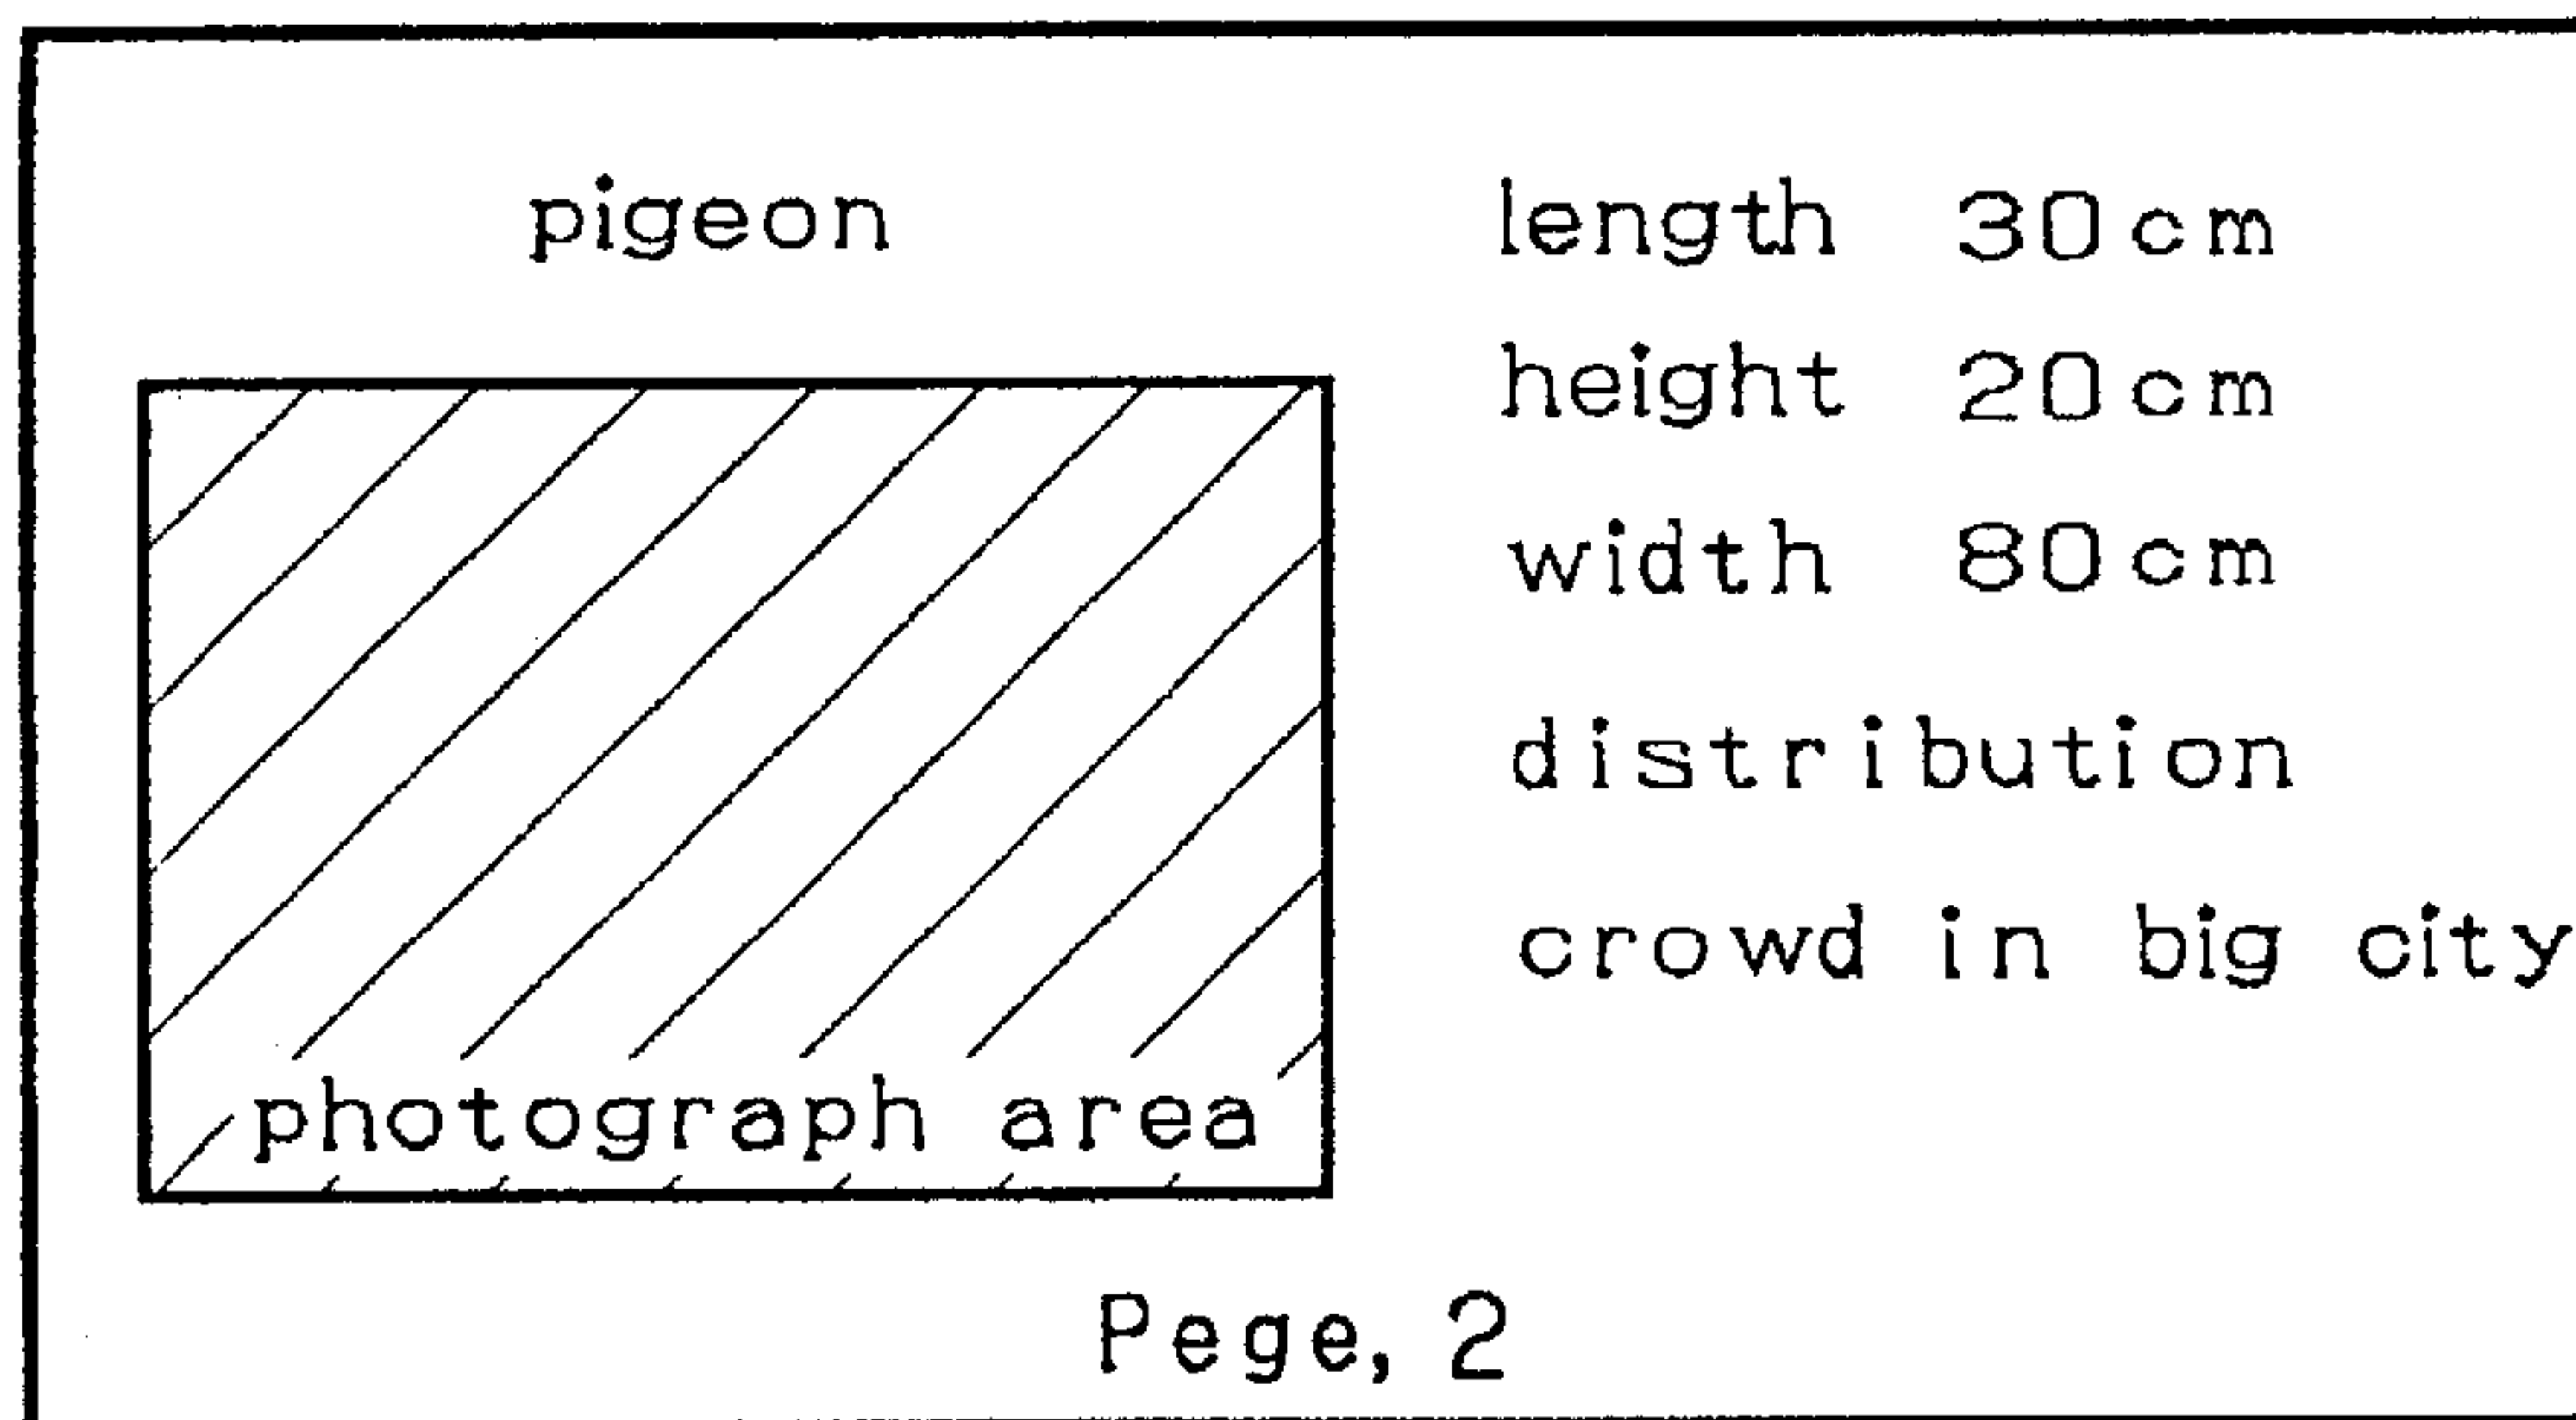 pigeon
photograph area
length 30cm
height 20cm
width 80cm
distribution
crowd in big city
Pege, 2